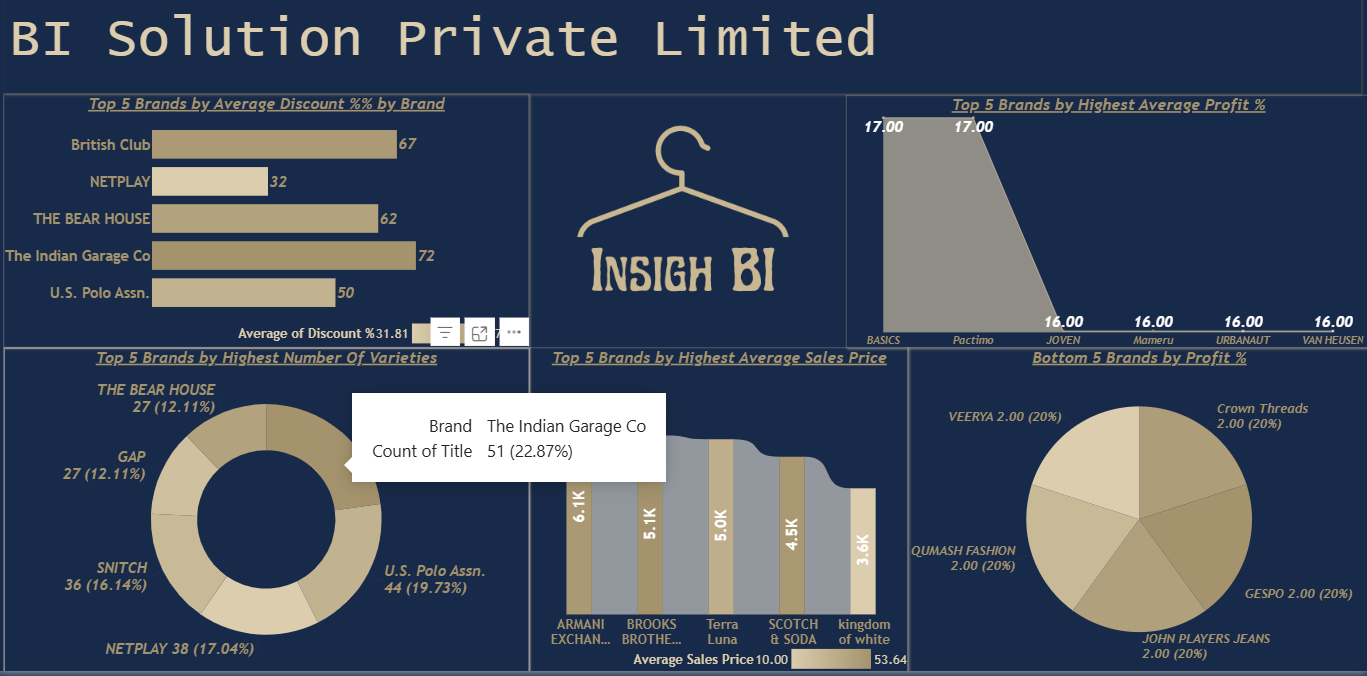 BI Solution Private Limited
Top 5 Brands by Average Discount %% by Brand
British Club 67
NETPLAY 32
THE BEAR HOUSE 62
The Indian Garage Co 72
U.S. Polo Assn. 50
Average of Discount % 31.81
INSIGH BI
Top 5 Brands by Highest Average Profit %
17.00 17.00 16.00 16.00 16.00 16.00
BASICS Pactimo JOVEN Mameru URBANAUT VAN HEUSEN
Top 5 Brands by Highest Number Of Varieties
THE BEAR HOUSE
27 (12.11%)
GAP
27 (12.11%)
SNITCH
36 (16.14%)
NETPLAY 38 (17.04%)
U.S. Polo Assn.
44 (19.73%)
Brand The Indian Garage Co
Count of Title 51 (22.87%)
Top 5 Brands by Highest Average Sales Price
6.1K 5.1K 5.0K 4.5K 3.6K
ARMANI
EXCHAN...
BROOKS
BROTHE...
Terra
Luna
SCOTCH
& SODA
kingdom
of white
Average Sales Price 10.00 53.64
Bottom 5 Brands by Profit %
VEERYA 2.00 (20%)
Crown Threads
2.00 (20%)
QUMASH FASHION
2.00 (20%)
GESPO 2.00 (20%)
JOHN PLAYERS JEANS
2.00 (20%)